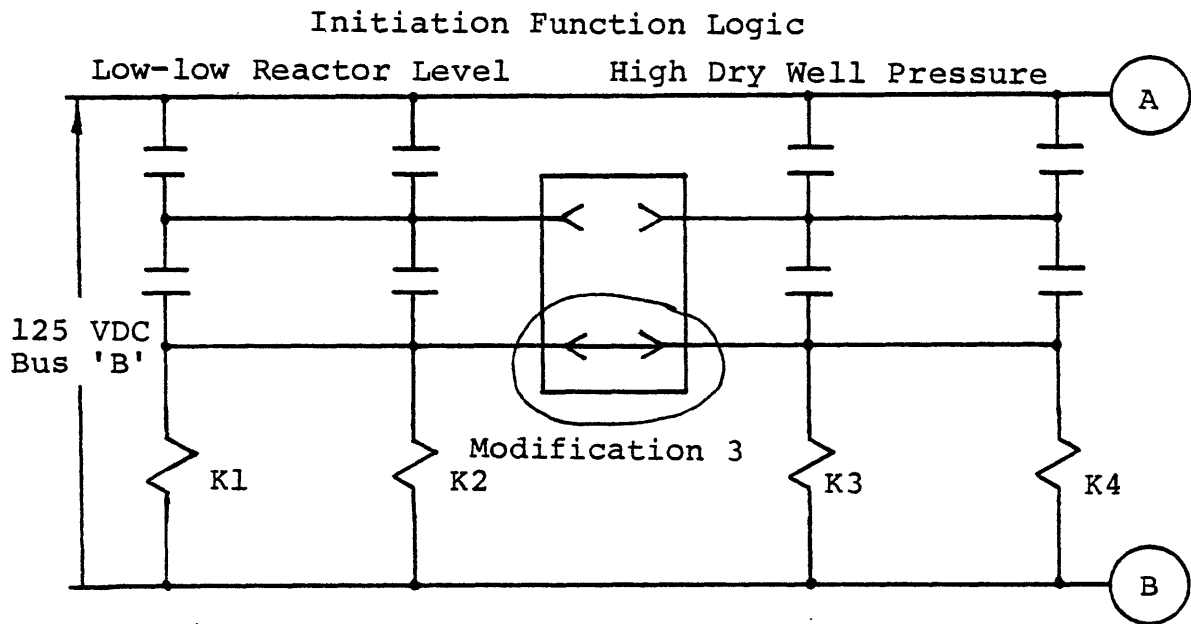 Initiation Function Logic
Low-low Reactor Level
High Dry Well Pressure
A
125 VDC
Bus 'B'
Modification 3
K1
K2
K3
K4
B